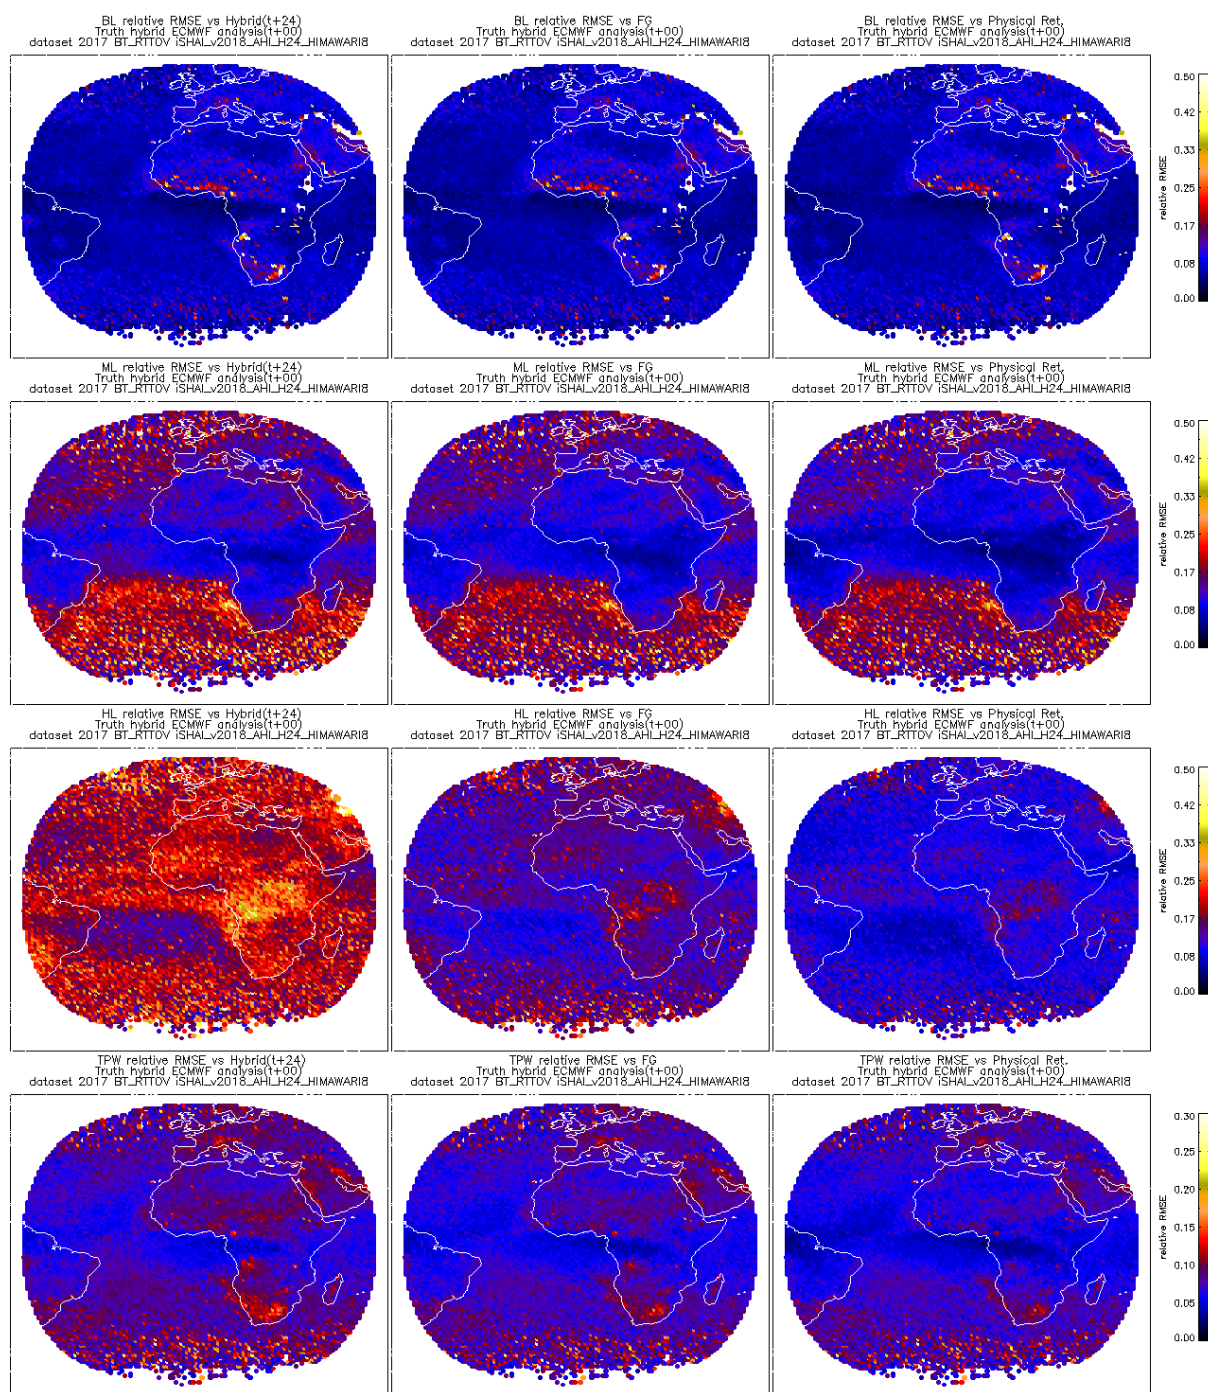 BL relative RMSE vs Hybrid(t+24)
Truth hybrid ECMWF analysis(t+00)
dataset 2017 BT_RTTOV iSHAI_v2018_AHI_H24_HIMAWARI8
BL relative RMSE vs FG
Truth hybrid ECMWF analysis(t+00)
dataset 2017 BT_RTTOV iSHAI_v2018_AHI_H24_HIMAWARI8
BL relative RMSE vs Physical Ret.
Truth hybrid ECMWF analysis(t+00)
dataset 2017 BT_RTTOV iSHAI_v2018_AHI_H24_HIMAWARI8
0.50
0.42
0.33
0.25
0.17
0.08
0.00
relative RMSE
ML relative RMSE vs Hybrid(t+24)
Truth hybrid ECMWF analysis(t+00)
dataset 2017 BT_RTTOV iSHAI_v2018_AHI_H24_HIMAWARI8
ML relative RMSE vs FG
Truth hybrid ECMWF analysis(t+00)
dataset 2017 BT_RTTOV iSHAI_v2018_AHI_H24_HIMAWARI8
ML relative RMSE vs Physical Ret.
Truth hybrid ECMWF analysis(t+00)
dataset 2017 BT_RTTOV iSHAI_v2018_AHI_H24_HIMAWARI8
0.50
0.42
0.33
0.25
0.17
0.08
0.00
relative RMSE
HL relative RMSE vs Hybrid(t+24)
Truth hybrid ECMWF analysis(t+00)
dataset 2017 BT_RTTOV iSHAI_v2018_AHI_H24_HIMAWARI8
HL relative RMSE vs FG
Truth hybrid ECMWF analysis(t+00)
dataset 2017 BT_RTTOV iSHAI_v2018_AHI_H24_HIMAWARI8
HL relative RMSE vs Physical Ret.
Truth hybrid ECMWF analysis(t+00)
dataset 2017 BT_RTTOV iSHAI_v2018_AHI_H24_HIMAWARI8
0.50
0.42
0.33
0.25
0.17
0.08
0.00
relative RMSE
TPW relative RMSE vs Hybrid(t+24)
Truth hybrid ECMWF analysis(t+00)
dataset 2017 BT_RTTOV iSHAI_v2018_AHI_H24_HIMAWARI8
TPW relative RMSE vs FG
Truth hybrid ECMWF analysis(t+00)
dataset 2017 BT_RTTOV iSHAI_v2018_AHI_H24_HIMAWARI8
TPW relative RMSE vs Physical Ret.
Truth hybrid ECMWF analysis(t+00)
dataset 2017 BT_RTTOV iSHAI_v2018_AHI_H24_HIMAWARI8
0.30
0.25
0.20
0.15
0.10
0.05
0.00
relative RMSE